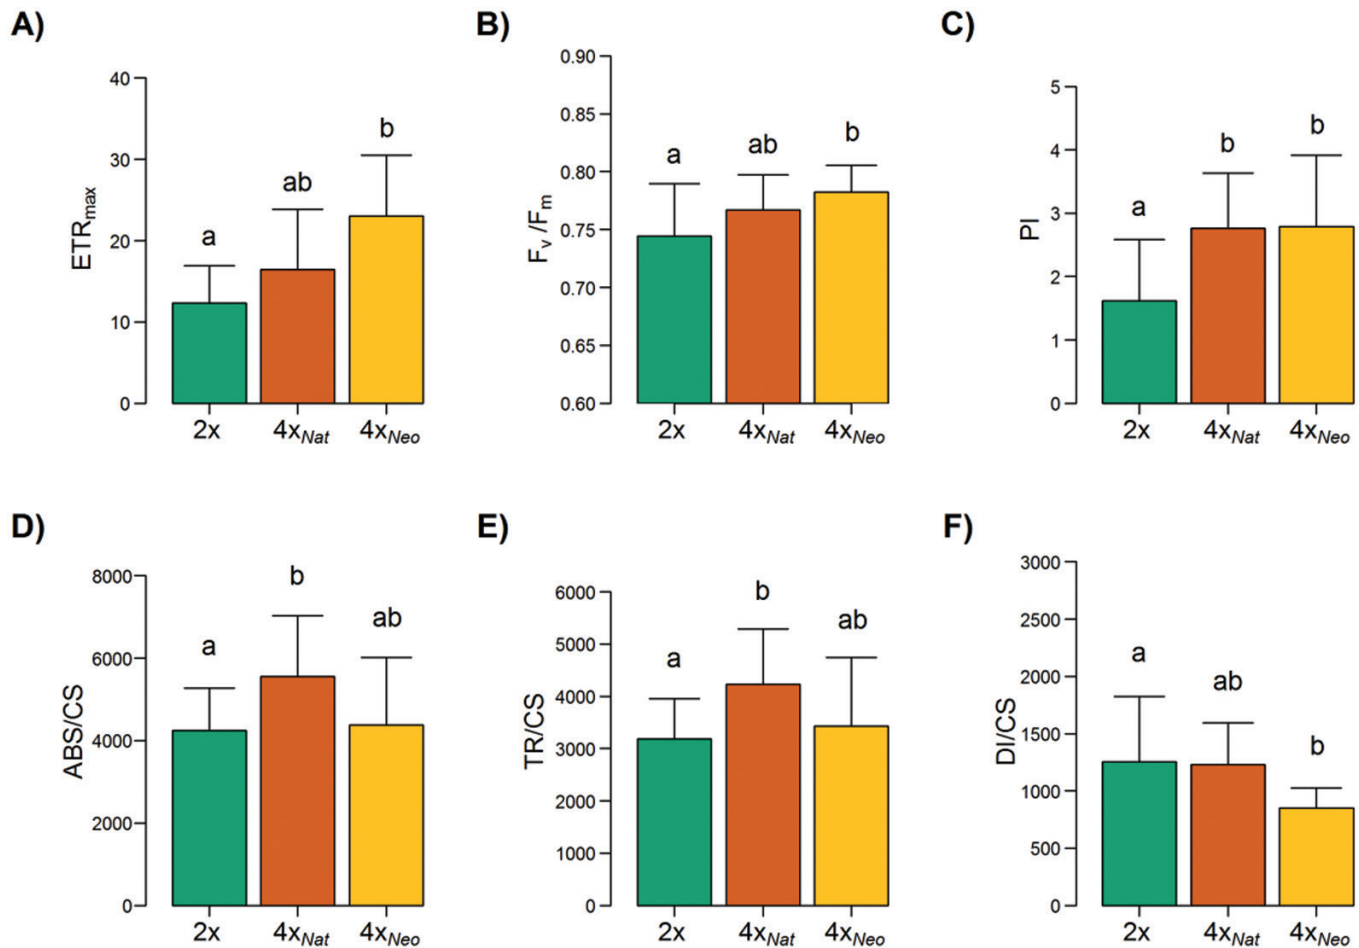 A)
ETRmax
40
30
20
10
0
a
ab
b
2x
4xNat
4xNeo
B)
Fv /Fm
0.90
0.85
0.80
0.75
0.70
0.65
0.60
a
ab
b
2x
4xNat
4xNeo
C)
PI
5
4
3
2
1
0
a
b
b
2x
4xNat
4xNeo
D)
ABS/CS
8000
6000
4000
2000
0
a
b
ab
2x
4xNat
4xNeo
E)
TR/CS
6000
5000
4000
3000
2000
1000
0
a
b
ab
2x
4xNat
4xNeo
F)
DI/CS
3000
2500
2000
1500
1000
500
0
a
ab
b
2x
4xNat
4xNeo